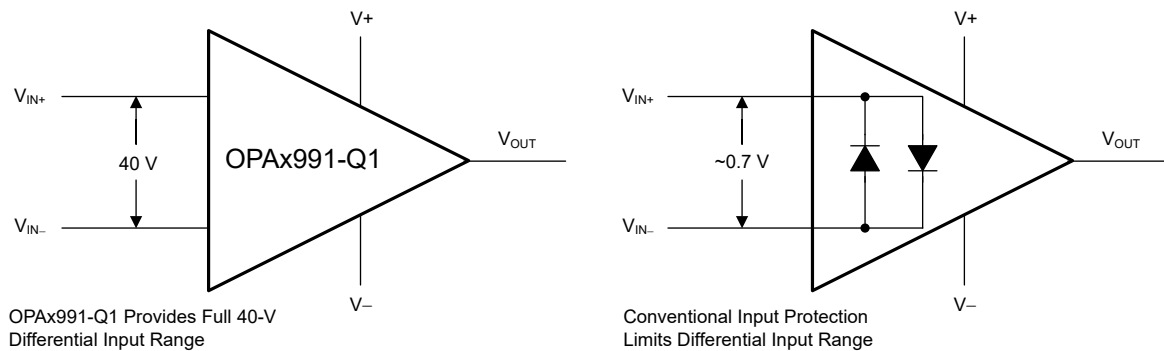 V+
VIN+
40 V
OPAx991-Q1
VOUT
VIN–
V–
OPAx991-Q1 Provides Full 40-V
Differential Input Range
V+
VIN+
~0.7 V
VOUT
VIN–
V–
Conventional Input Protection
Limits Differential Input Range